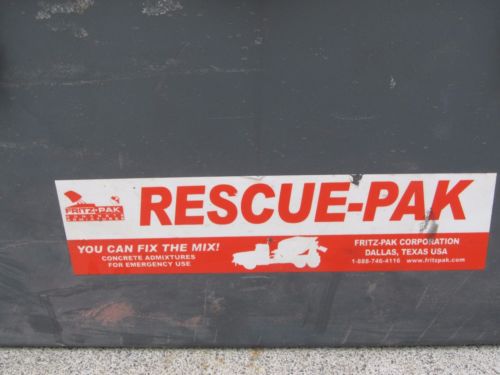 RESCUE-PAK
FRITZ-PAK
YOU CAN FIX THE MIX!
CONCRETE ADMIXTURES
FOR EMERGENCY USE
FRITZ-PAK CORPORATION
DALLAS, TEXAS USA
1-888-746-4116 www.fritzpak.com